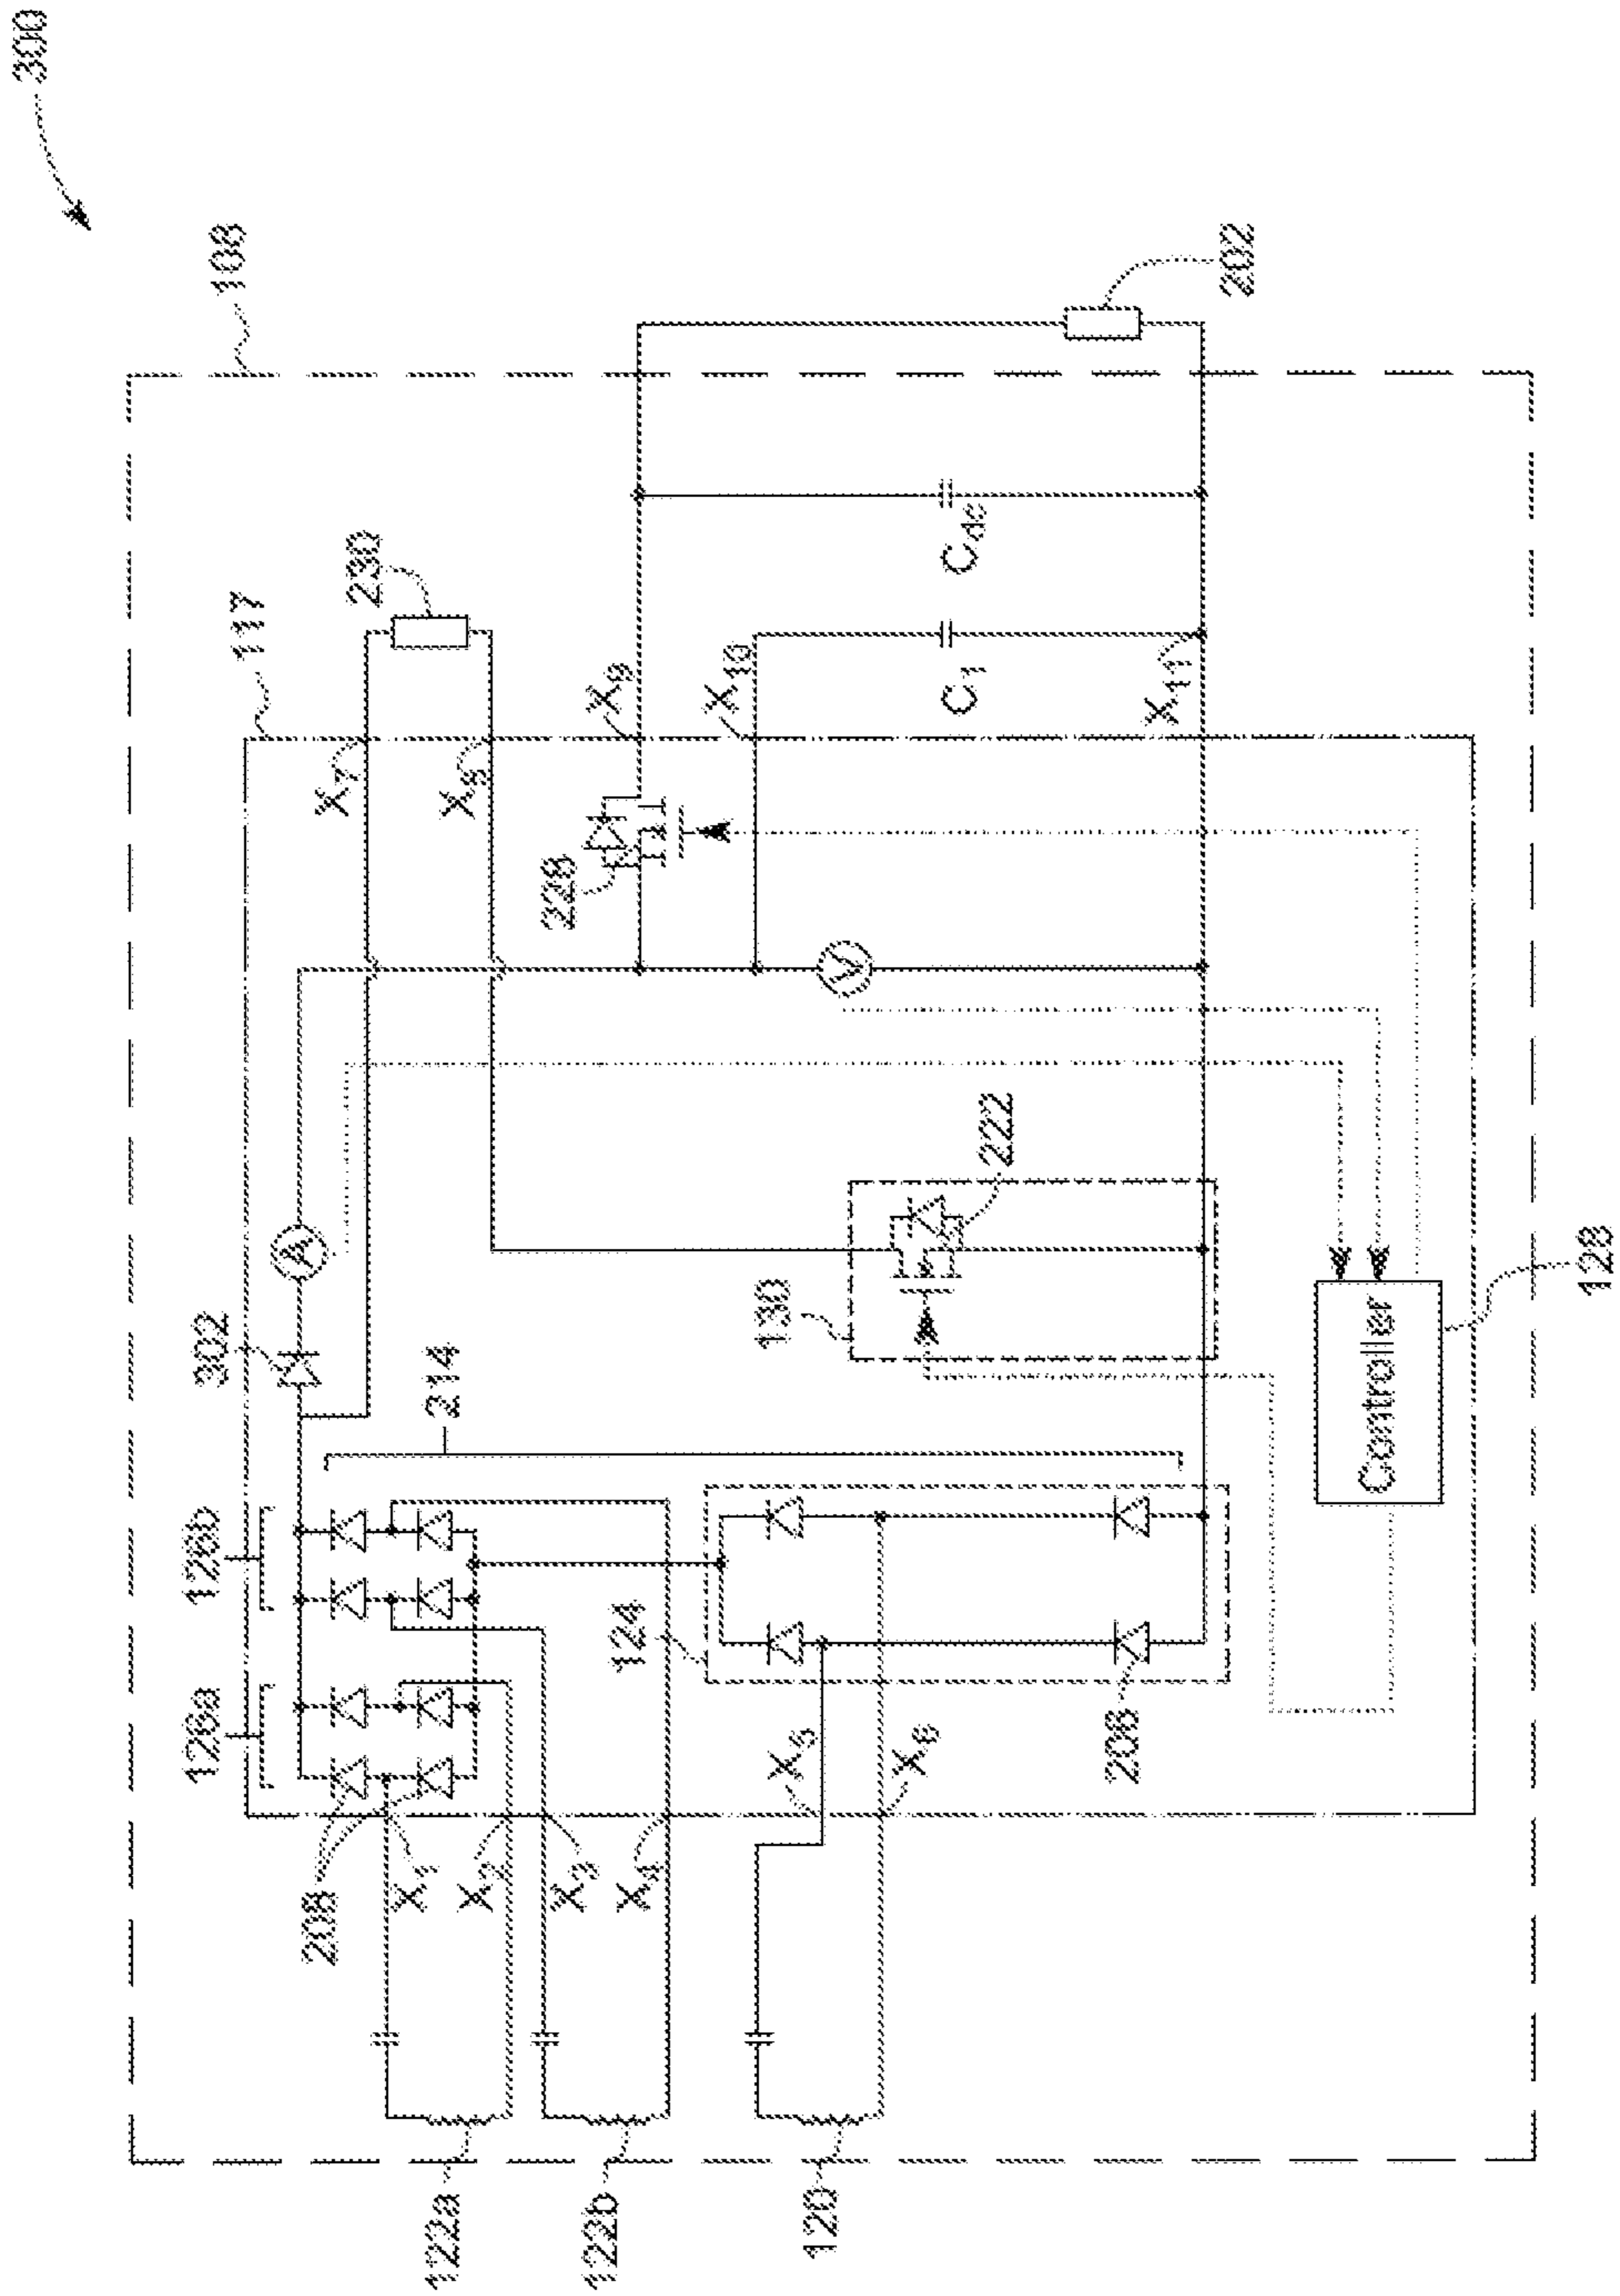 300
108
117
230
202
X7
X8
X9
X10
X11
C1
Cdc
228
V
A
302
214
222
130
128
Controller
126b
126a
124
206
208
X1
X2
X3
X4
X5
X6
122a
122b
120